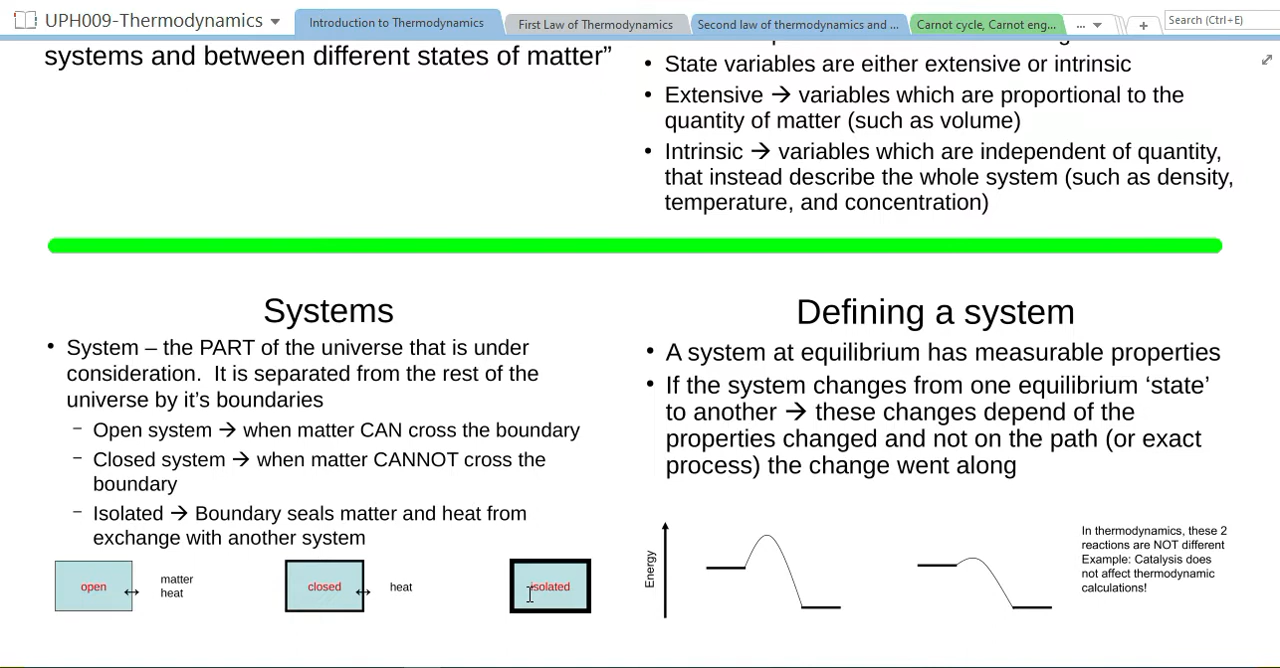 UPH009-Thermodynamics
Introduction to Thermodynamics
First Law of Thermodynamics
Second law of thermodynamics and ...
Carnot cycle, Carnot eng...
...
+
Search (Ctrl+E)
systems and between different states of matter”
• State variables are either extensive or intrinsic
• Extensive → variables which are proportional to the
quantity of matter (such as volume)
• Intrinsic → variables which are independent of quantity,
that instead describe the whole system (such as density,
temperature, and concentration)
Systems
• System – the PART of the universe that is under
consideration. It is separated from the rest of the
universe by it’s boundaries
– Open system → when matter CAN cross the boundary
– Closed system → when matter CANNOT cross the
boundary
– Isolated → Boundary seals matter and heat from
exchange with another system
open
matter
heat
closed
heat
isolated
Defining a system
• A system at equilibrium has measurable properties
• If the system changes from one equilibrium ‘state’
to another → these changes depend of the
properties changed and not on the path (or exact
process) the change went along
Energy
In thermodynamics, these 2
reactions are NOT different
Example: Catalysis does
not affect thermodynamic
calculations!